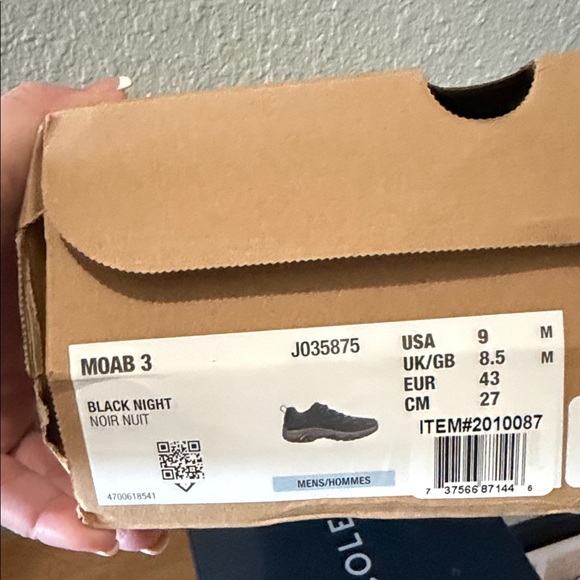 MOAB 3
J035875
USA 9 M
UK/GB 8.5 M
EUR 43
CM 27
BLACK NIGHT
NOIR NUIT
ITEM#2010087
MENS/HOMMES
4700618541
7 37566 87144 6
OLE